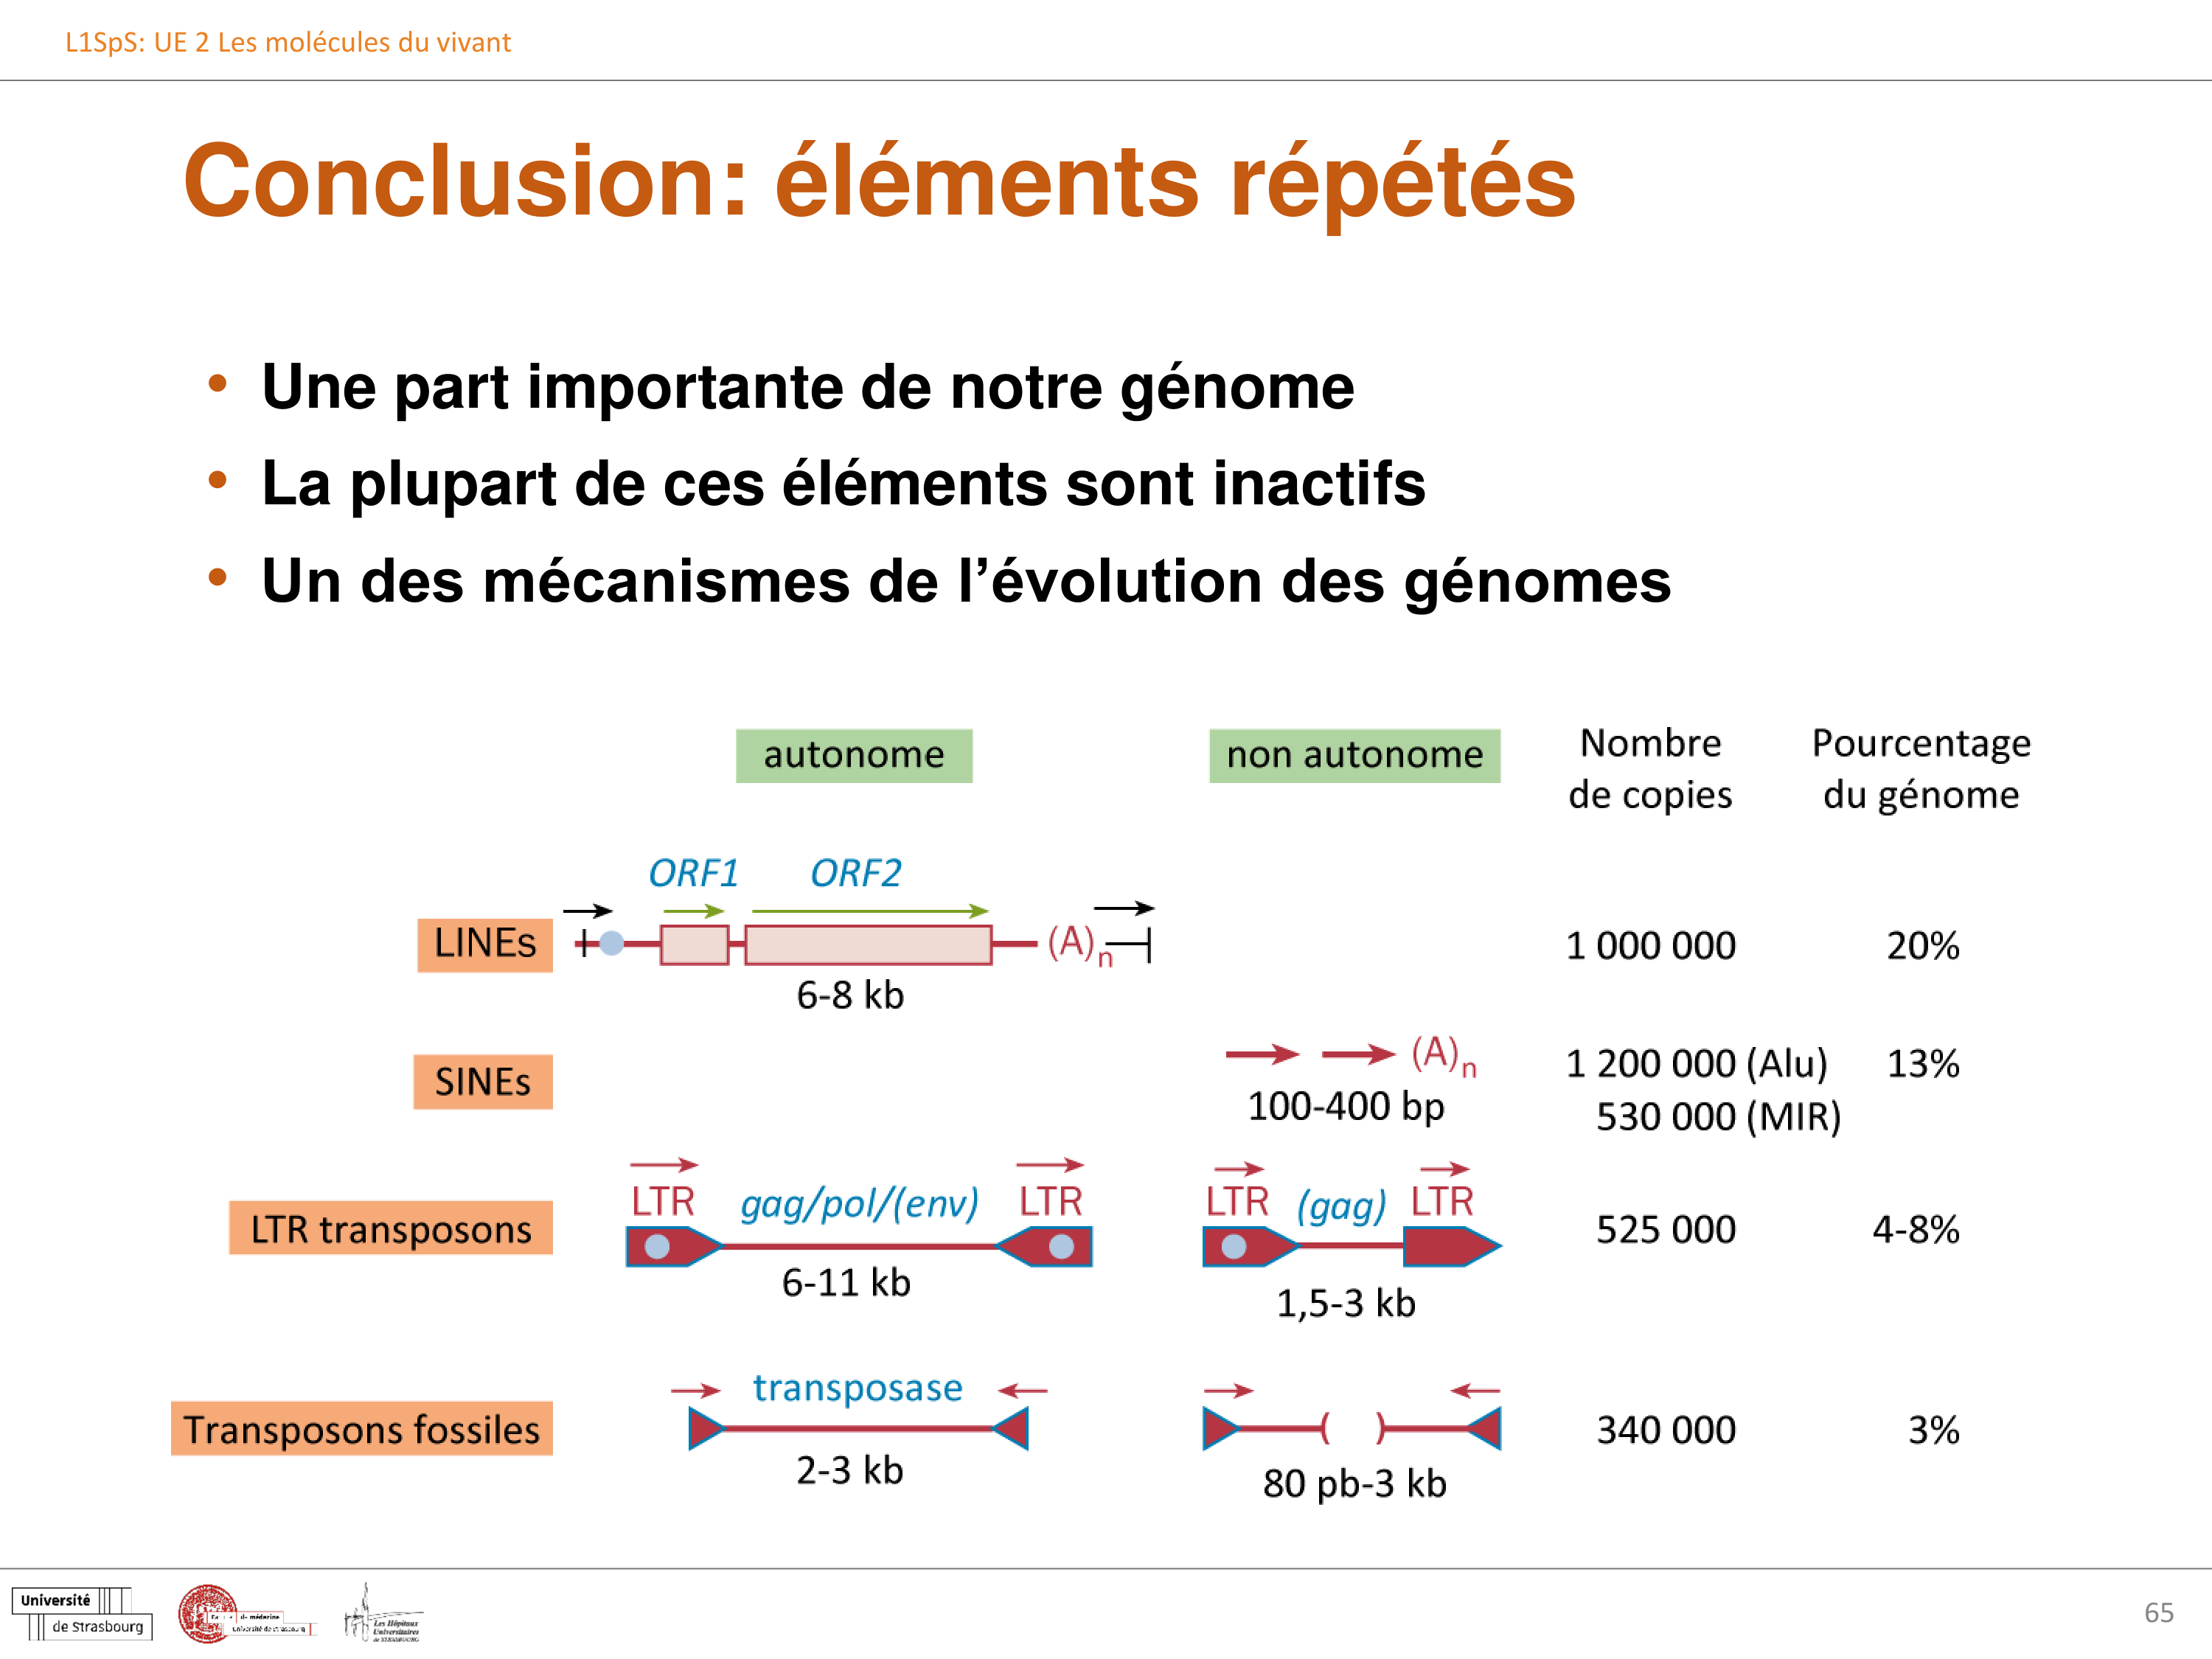 L1SpS: UE 2 Les molécules du vivant
Conclusion: éléments répétés
• Une part importante de notre génome
• La plupart de ces éléments sont inactifs
• Un des mécanismes de l’évolution des génomes
autonome
non autonome
Nombre
de copies
Pourcentage
du génome
ORF1 ORF2
LINEs
(A)n
6-8 kb
1 000 000
20%
SINEs
(A)n
100-400 bp
1 200 000 (Alu)
530 000 (MIR)
13%
LTR transposons
LTR gag/pol/(env) LTR
6-11 kb
LTR (gag) LTR
1,5-3 kb
525 000
4-8%
Transposons fossiles
transposase
2-3 kb
( )
80 pb-3 kb
340 000
3%
Université
de Strasbourg
de médecine
Université de Strasbourg
Les Hôpitaux
Universitaires
de STRASBOURG
65